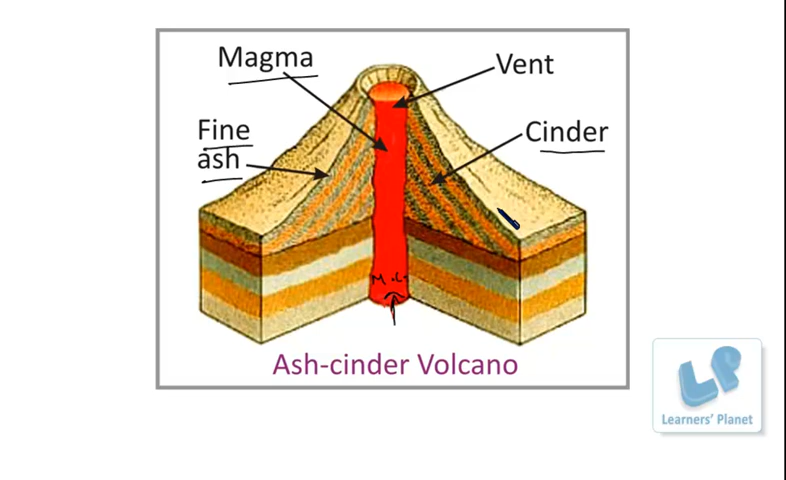 Magma
Vent
Fine
ash
Cinder
Ash-cinder Volcano
LP
Learners' Planet